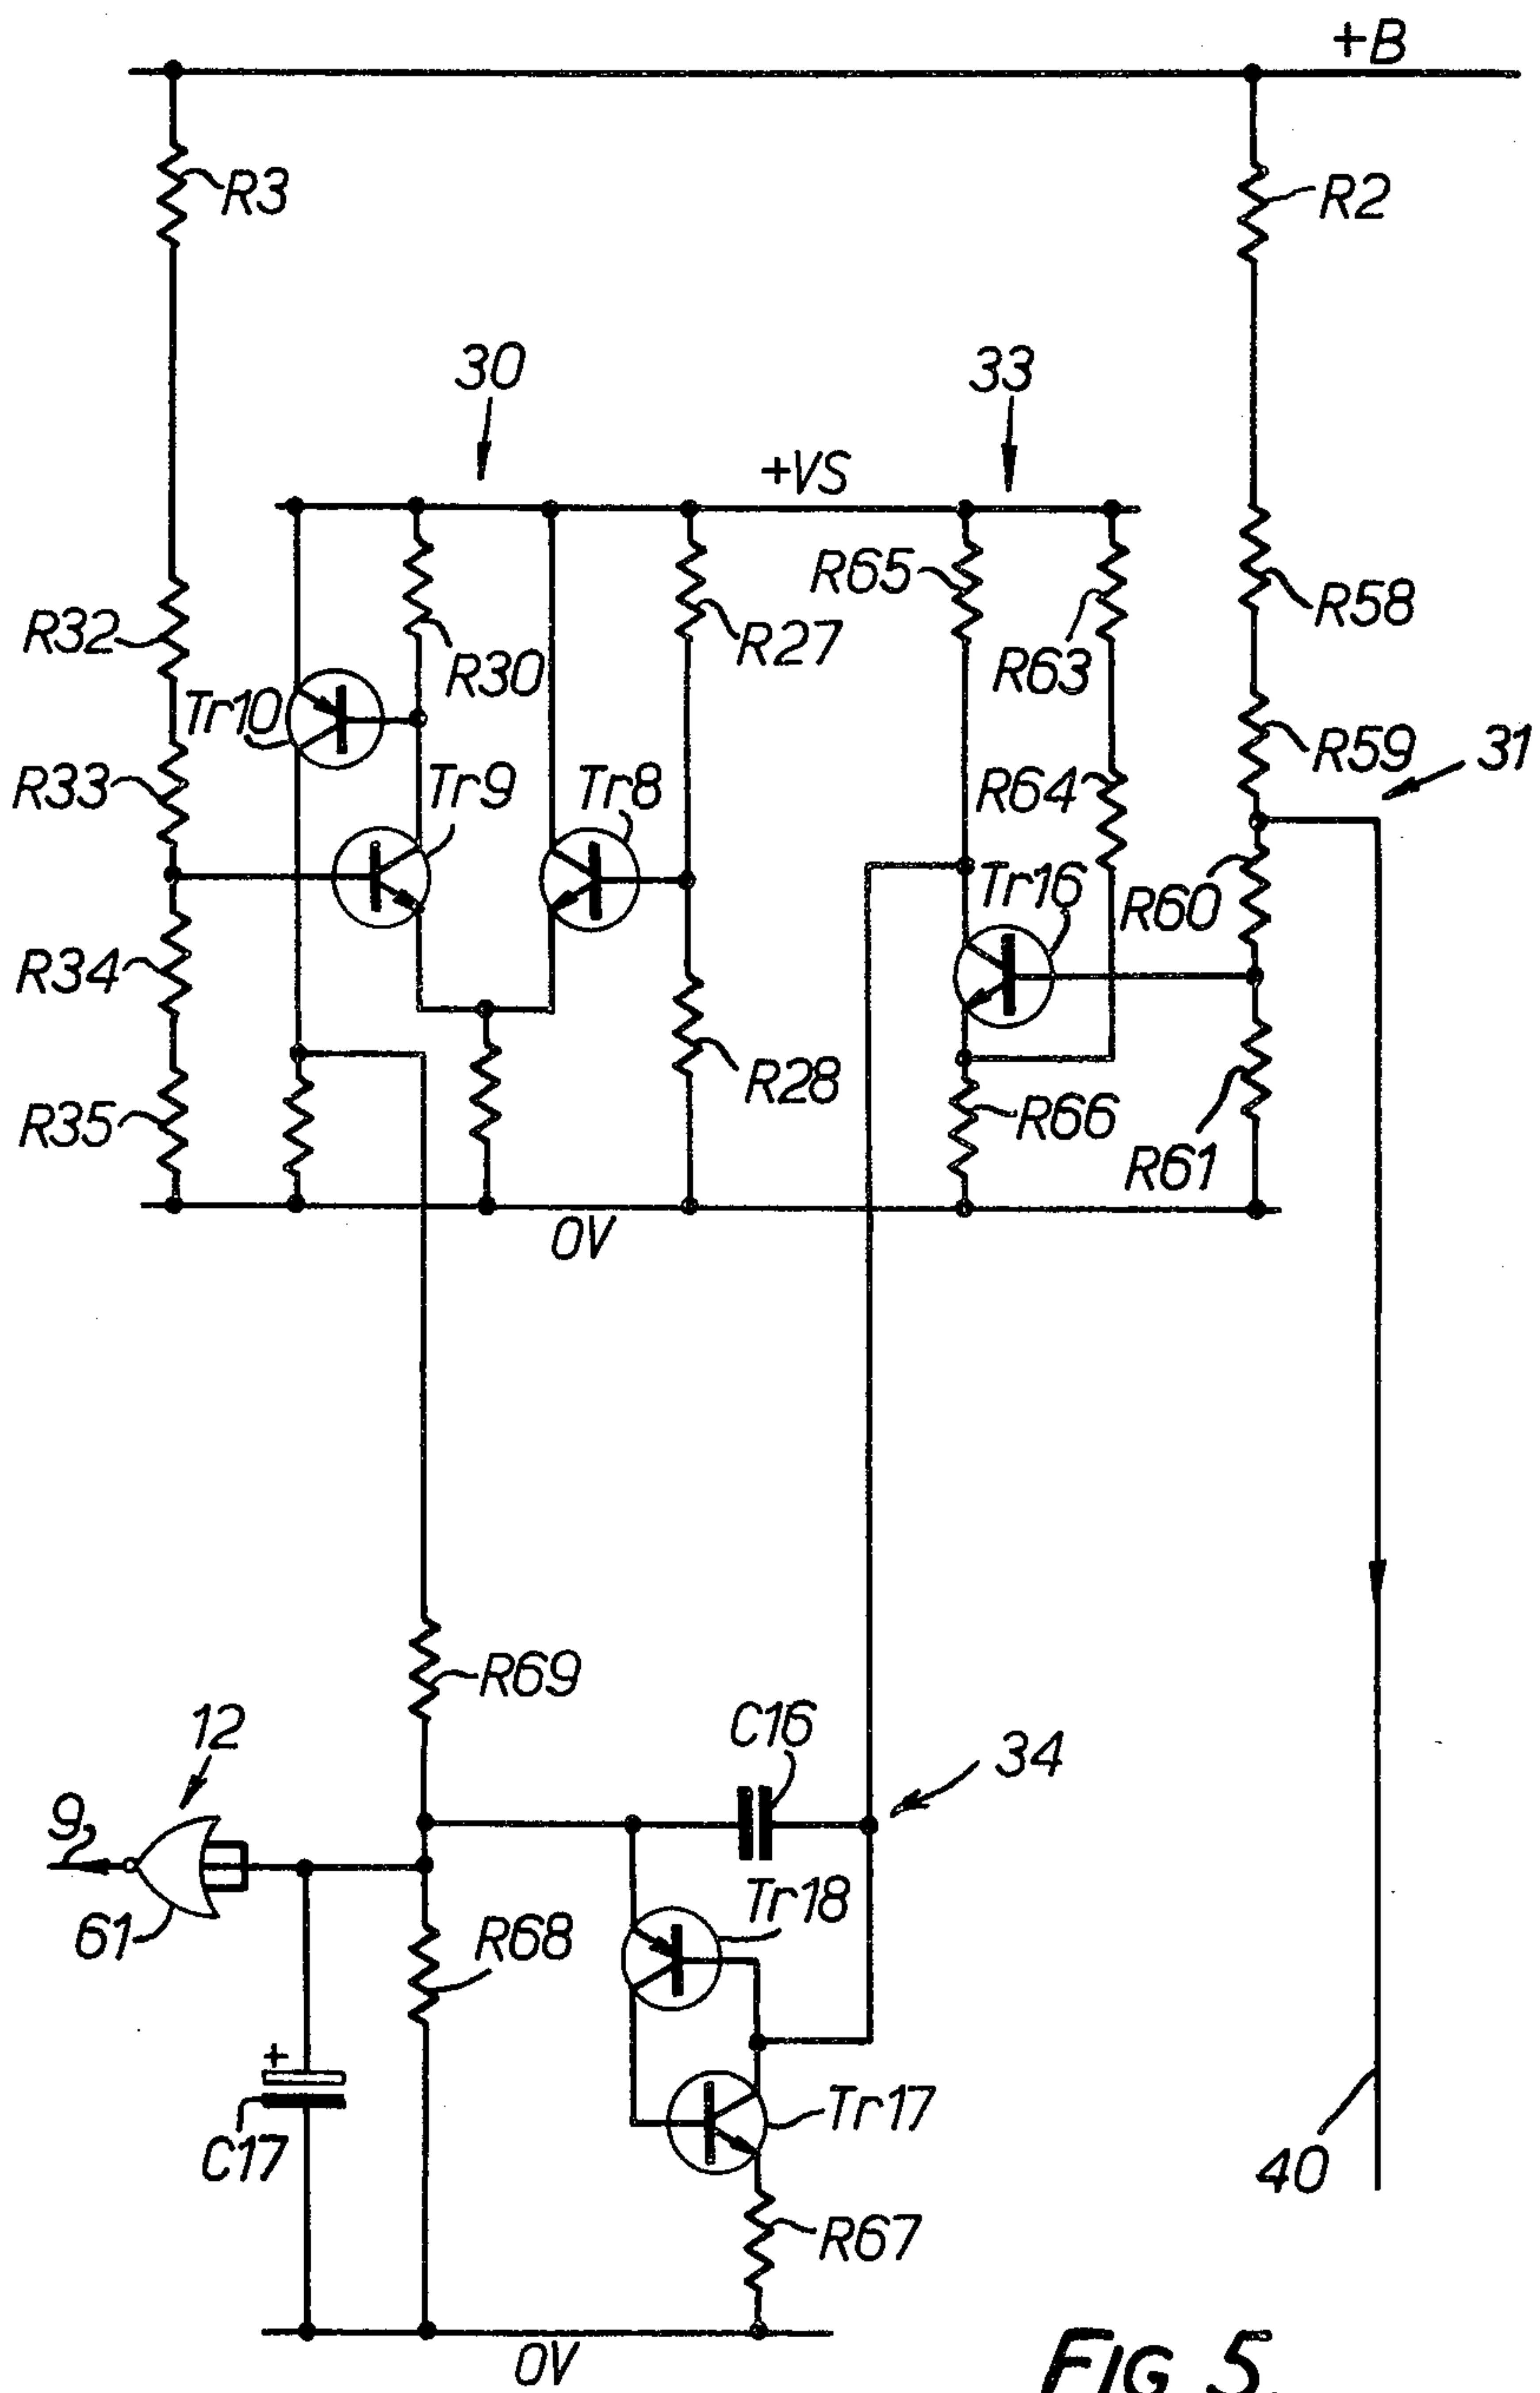 +B
R3
R2
30
33
+VS
R65
R58
R32
R30
R27
R63
Tr10
R59
31
R33
Tr9
Tr8
R64
Tr16
R60
R34
R28
R35
R66
R61
0V
R69
C16
12
34
9
Tr18
61
R68
+
Tr17
C17
40
R67
0V
FIG 5.